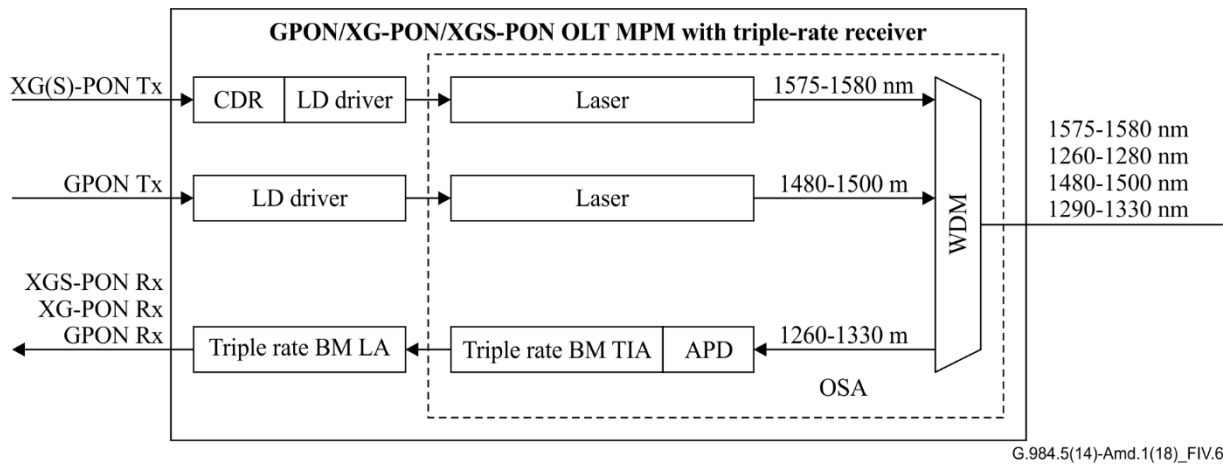 GPON/XG-PON/XGS-PON OLT MPM with triple-rate receiver
XG(S)-PON Tx
CDR
LD driver
Laser
1575-1580 nm
GPON Tx
LD driver
Laser
1480-1500 m
WDM
1575-1580 nm
1260-1280 nm
1480-1500 nm
1290-1330 nm
XGS-PON Rx
XG-PON Rx
GPON Rx
Triple rate BM LA
Triple rate BM TIA
APD
1260-1330 m
OSA
G.984.5(14)-Amd.1(18)_FIV.6